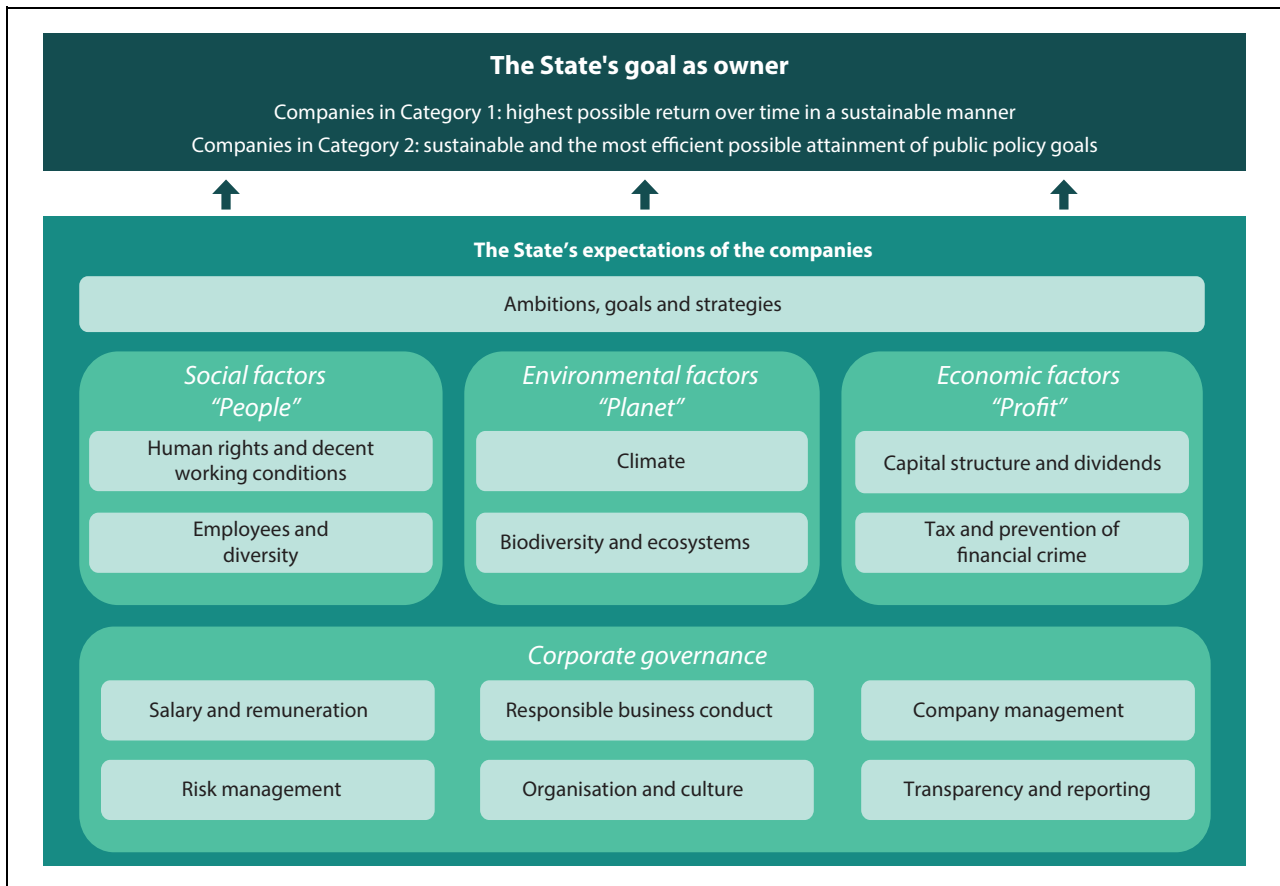 The State's goal as owner
Companies in Category 1: highest possible return over time in a sustainable manner
Companies in Category 2: sustainable and the most efficient possible attainment of public policy goals
The State’s expectations of the companies
Ambitions, goals and strategies
Social factors
“People”
Human rights and decent
working conditions
Employees and
diversity
Environmental factors
“Planet”
Climate
Biodiversity and ecosystems
Economic factors
“Profit”
Capital structure and dividends
Tax and prevention of
financial crime
Corporate governance
Salary and remuneration
Responsible business conduct
Company management
Risk management
Organisation and culture
Transparency and reporting